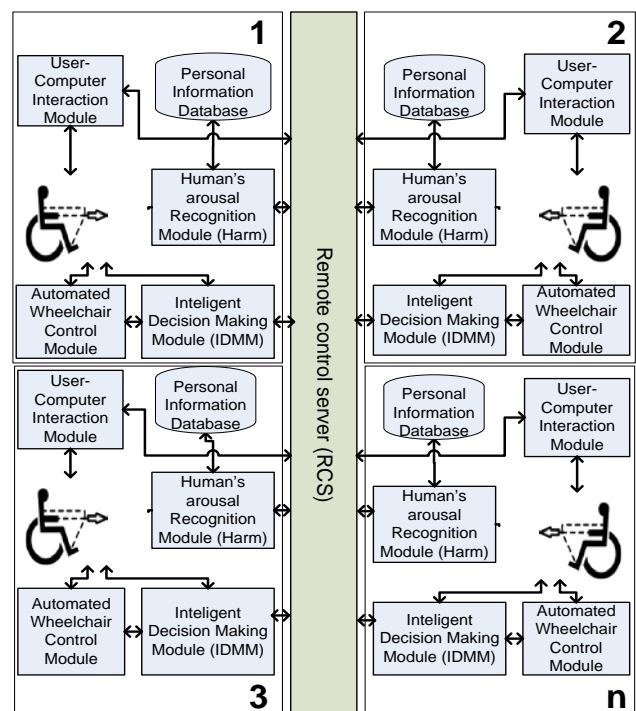 1
User-
Computer
Interaction
Module
Personal
Information
Database
Human's
arousal
Recognition
Module (Harm)
Automated
Wheelchair
Control
Module
Inteligent
Decision Making
Module (IDMM)
Remote control server (RCS)
2
Personal
Information
Database
User-
Computer
Interaction
Module
Human's
arousal
Recognition
Module (Harm)
Inteligent
Decision Making
Module (IDMM)
Automated
Wheelchair
Control
Module
User-
Computer
Interaction
Module
Personal
Information
Database
Human's
arousal
Recognition
Module (Harm)
Automated
Wheelchair
Control
Module
Inteligent
Decision Making
Module (IDMM)
3
Personal
Information
Database
User-
Computer
Interaction
Module
Human's
arousal
Recognition
Module (Harm)
Inteligent
Decision Making
Module (IDMM)
Automated
Wheelchair
Control
Module
n